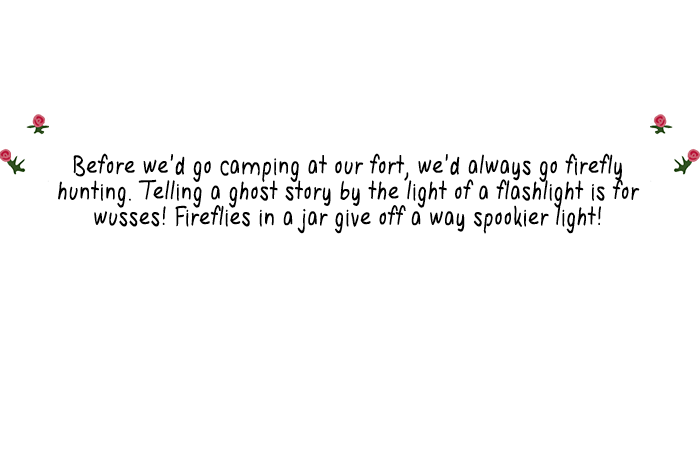 Before we'd go camping at our fort, we'd always go firefly
hunting. Telling a ghost story by the light of a flashlight is for
wusses! Fireflies in a jar give off a way spookier light!